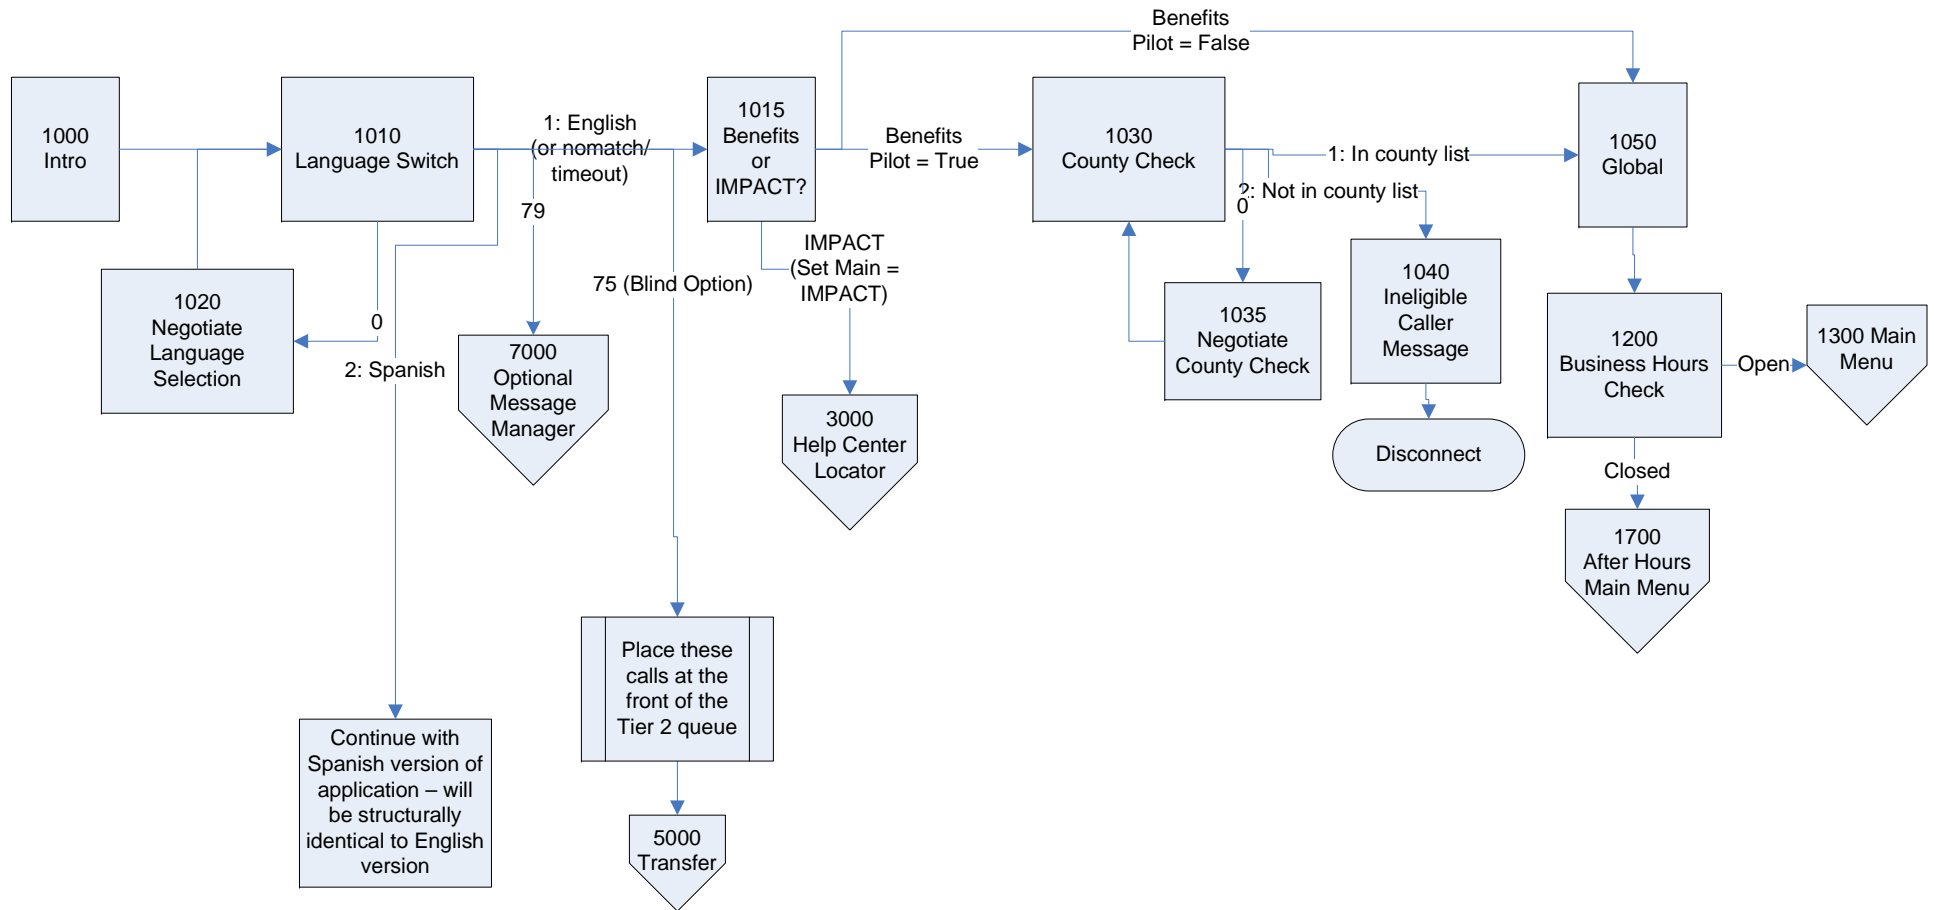 Benefits
Pilot = False
1000
Intro
1010
Language Switch
1: English
(or nomatch/
timeout)
1015
Benefits
or
IMPACT?
Benefits
Pilot = True
1030
County Check
1: In county list
2: Not in county list
0
1050
Global
79
75 (Blind Option)
IMPACT
(Set Main =
IMPACT)
1020
Negotiate
Language
Selection
0
2: Spanish
7000
Optional
Message
Manager
3000
Help Center
Locator
1035
Negotiate
County Check
1040
Ineligible
Caller
Message
Disconnect
1200
Business Hours
Check
Open
1300 Main
Menu
Closed
1700
After Hours
Main Menu
Place these
calls at the
front of the
Tier 2 queue
5000
Transfer
Continue with
Spanish version of
application – will
be structurally
identical to English
version